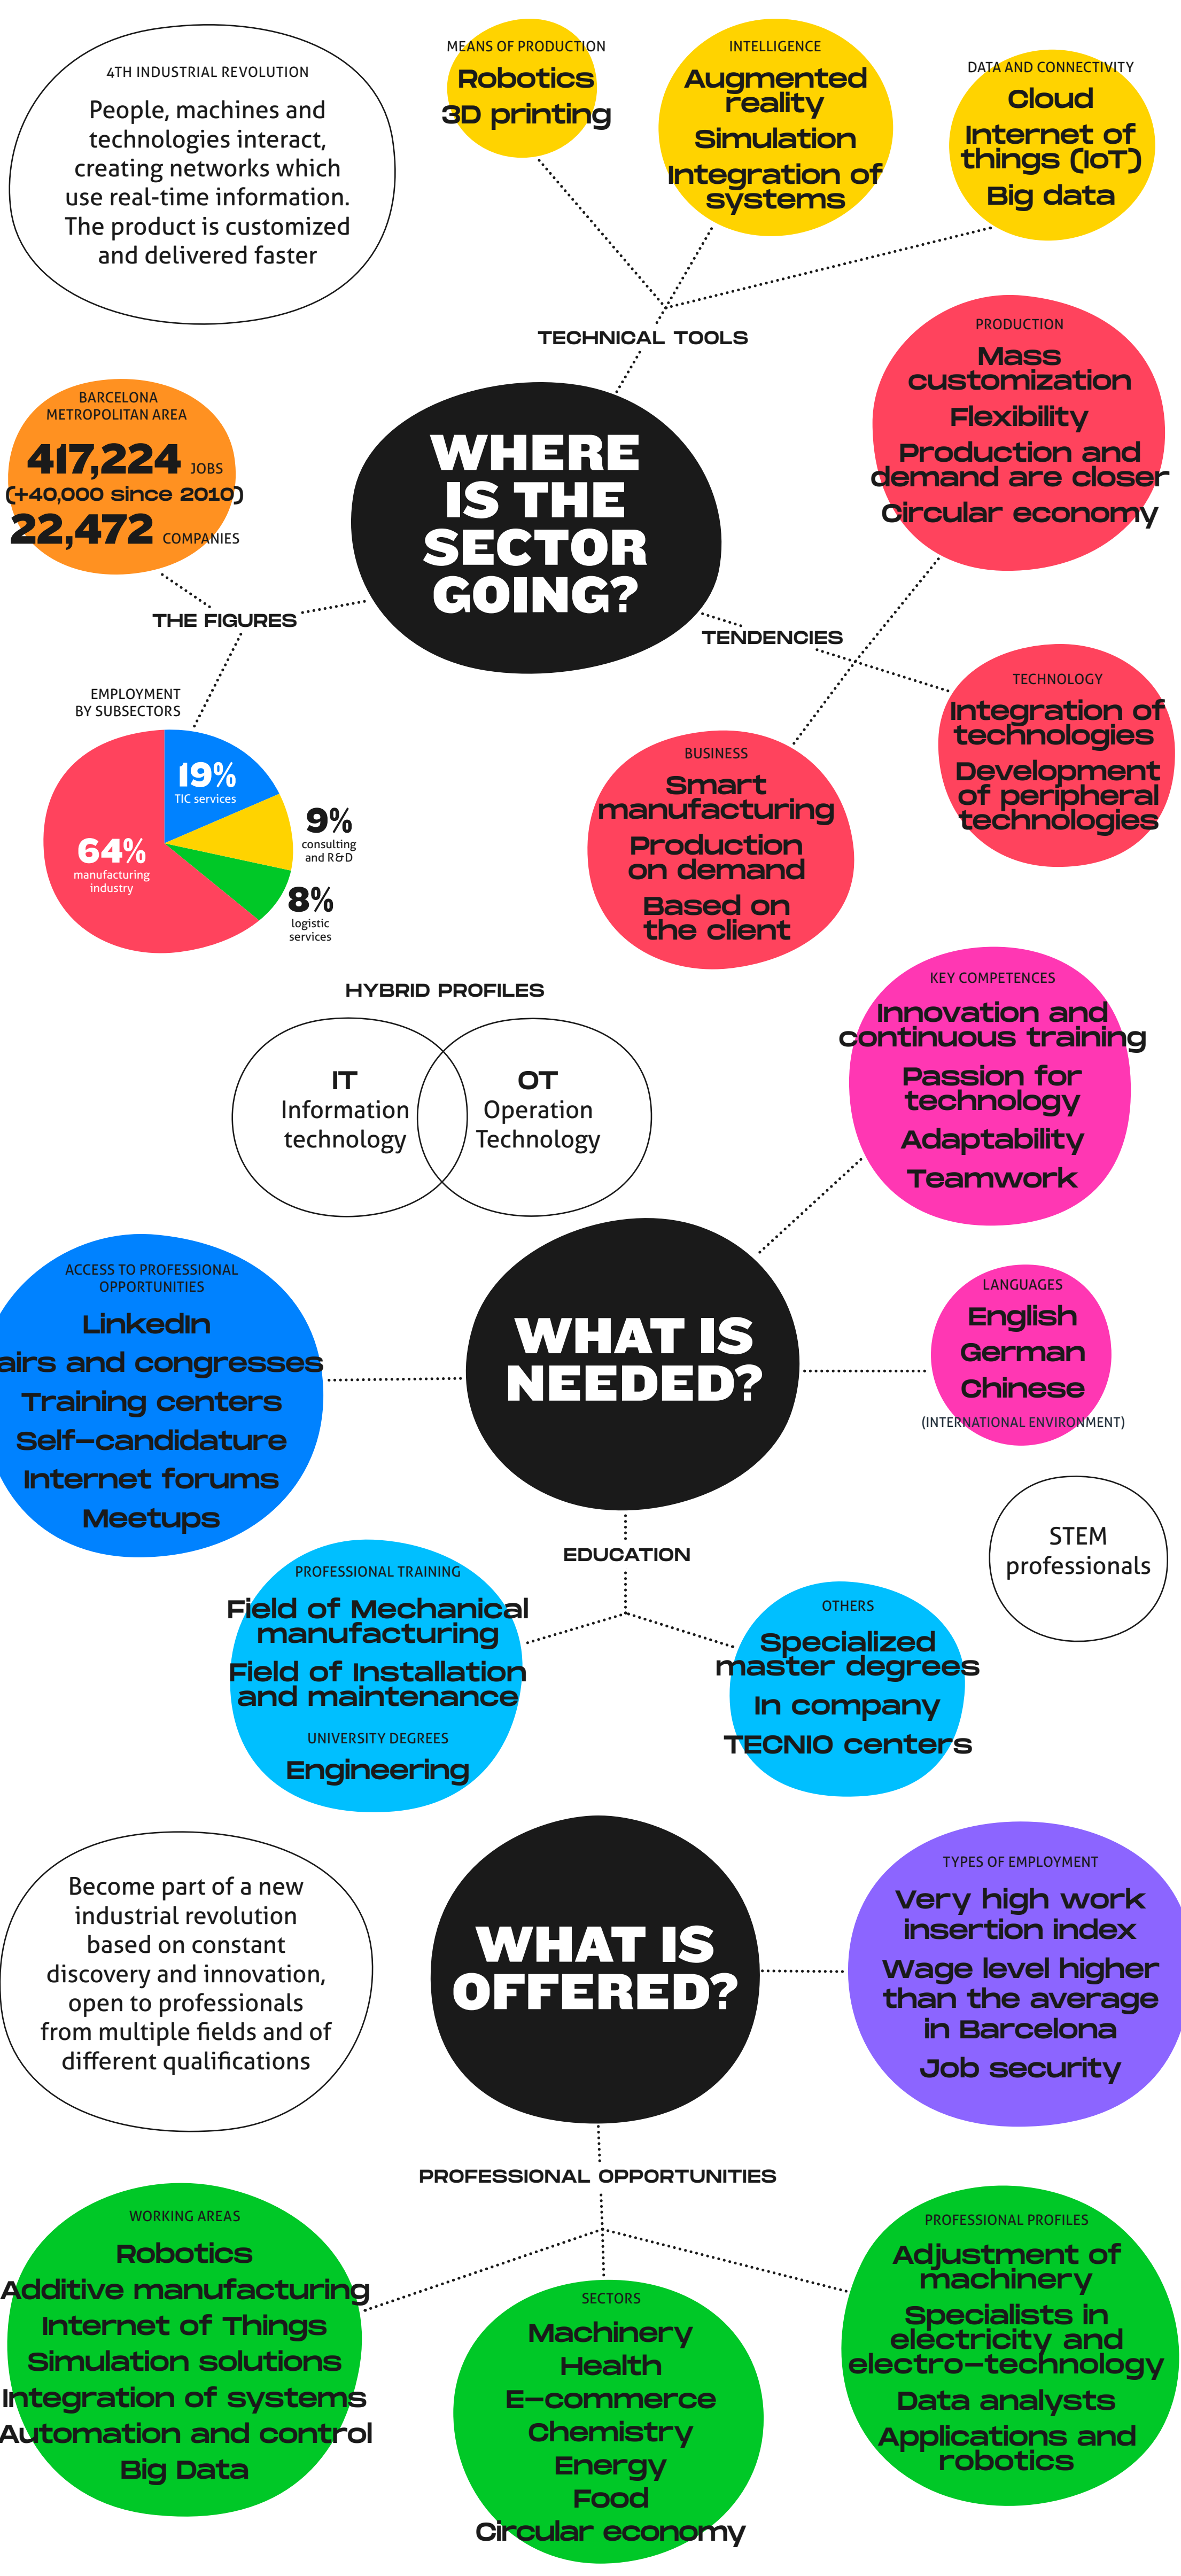 4TH INDUSTRIAL REVOLUTION
People, machines and
technologies interact,
creating networks which
use real-time information.
The product is customized
and delivered faster
MEANS OF PRODUCTION
Robotics
3D printing
INTELLIGENCE
Augmented
reality
Simulation
Integration of
systems
DATA AND CONNECTIVITY
Cloud
Internet of
things (IoT)
Big data
TECHNICAL TOOLS
PRODUCTION
Mass
customization
Flexibility
Production and
demand are closer
Circular economy
BARCELONA
METROPOLITAN AREA
417,224 JOBS
(+40,000 since 2010)
22,472 COMPANIES
WHERE
IS THE
SECTOR
GOING?
THE FIGURES
TENDENCIES
TECHNOLOGY
Integration of
technologies
Development
of peripheral
technologies
EMPLOYMENT
BY SUBSECTORS
19%
TIC services
9%
consulting
and R&D
64%
manufacturing
industry
8%
logistic
services
BUSINESS
Smart
manufacturing
Production
on demand
Based on
the client
HYBRID PROFILES
IT
Information
technology
OT
Operation
Technology
KEY COMPETENCES
Innovation and
continuous training
Passion for
technology
Adaptability
Teamwork
ACCESS TO PROFESSIONAL
OPPORTUNITIES
LinkedIn
airs and congresses
Training centers
Self-candidature
Internet forums
Meetups
WHAT IS
NEEDED?
LANGUAGES
English
German
Chinese
(INTERNATIONAL ENVIRONMENT)
STEM
professionals
EDUCATION
PROFESSIONAL TRAINING
Field of Mechanical
manufacturing
Field of Installation
and maintenance
UNIVERSITY DEGREES
Engineering
OTHERS
Specialized
master degrees
In company
TECNIO centers
Become part of a new
industrial revolution
based on constant
discovery and innovation,
open to professionals
from multiple fields and of
different qualifications
WHAT IS
OFFERED?
TYPES OF EMPLOYMENT
Very high work
insertion index
Wage level higher
than the average
in Barcelona
Job security
PROFESSIONAL OPPORTUNITIES
WORKING AREAS
Robotics
Additive manufacturing
Internet of Things
Simulation solutions
Integration of systems
Automation and control
Big Data
SECTORS
Machinery
Health
E-commerce
Chemistry
Energy
Food
Circular economy
PROFESSIONAL PROFILES
Adjustment of
machinery
Specialists in
electricity and
electro-technology
Data analysts
Applications and
robotics